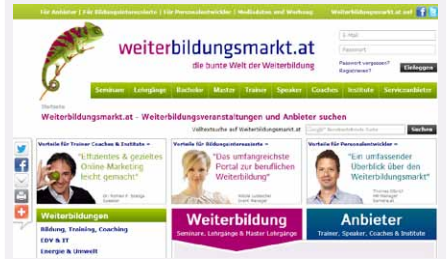 Für Anbieter | Für Bildungsinteressierte | Für Personalentwickler | Mediadaten und Werbung
Weiterbildungsmarkt.at auf
weiterbildungsmarkt.at
die bunte Welt der Weiterbildung
E-Mail
Passwort
Passwort vergessen?
Registrieren?
Einloggen
Seminare Lehrgänge Bachelor Master Trainer Speaker Coaches Institute Serviceanbieter
Startseite
Weiterbildungsmarkt.at - Weiterbildungsveranstaltungen und Anbieter suchen
Volltextsuche auf Weiterbildungsmarkt.at
Suchen
Vorteile für Trainer Coaches & Institute
"Effizientes & gezieltes
Online Marketing
leicht gemacht"
Speaker
Vorteile für Bildungsinteressierte
"Das umfangreichste
Portal zur beruflichen
Weiterbildung"
Vorteile für Personalentwickler
"Ein umfassender
Überblick über den
Weiterbildungsmarkt"
Weiterbildungen
Bildung, Training, Coaching
EDV & IT
Energie & Umwelt
Weiterbildung
Seminare, Lehrgänge & Master Lehrgänge
Anbieter
Trainer, Speaker, Coaches & Institute